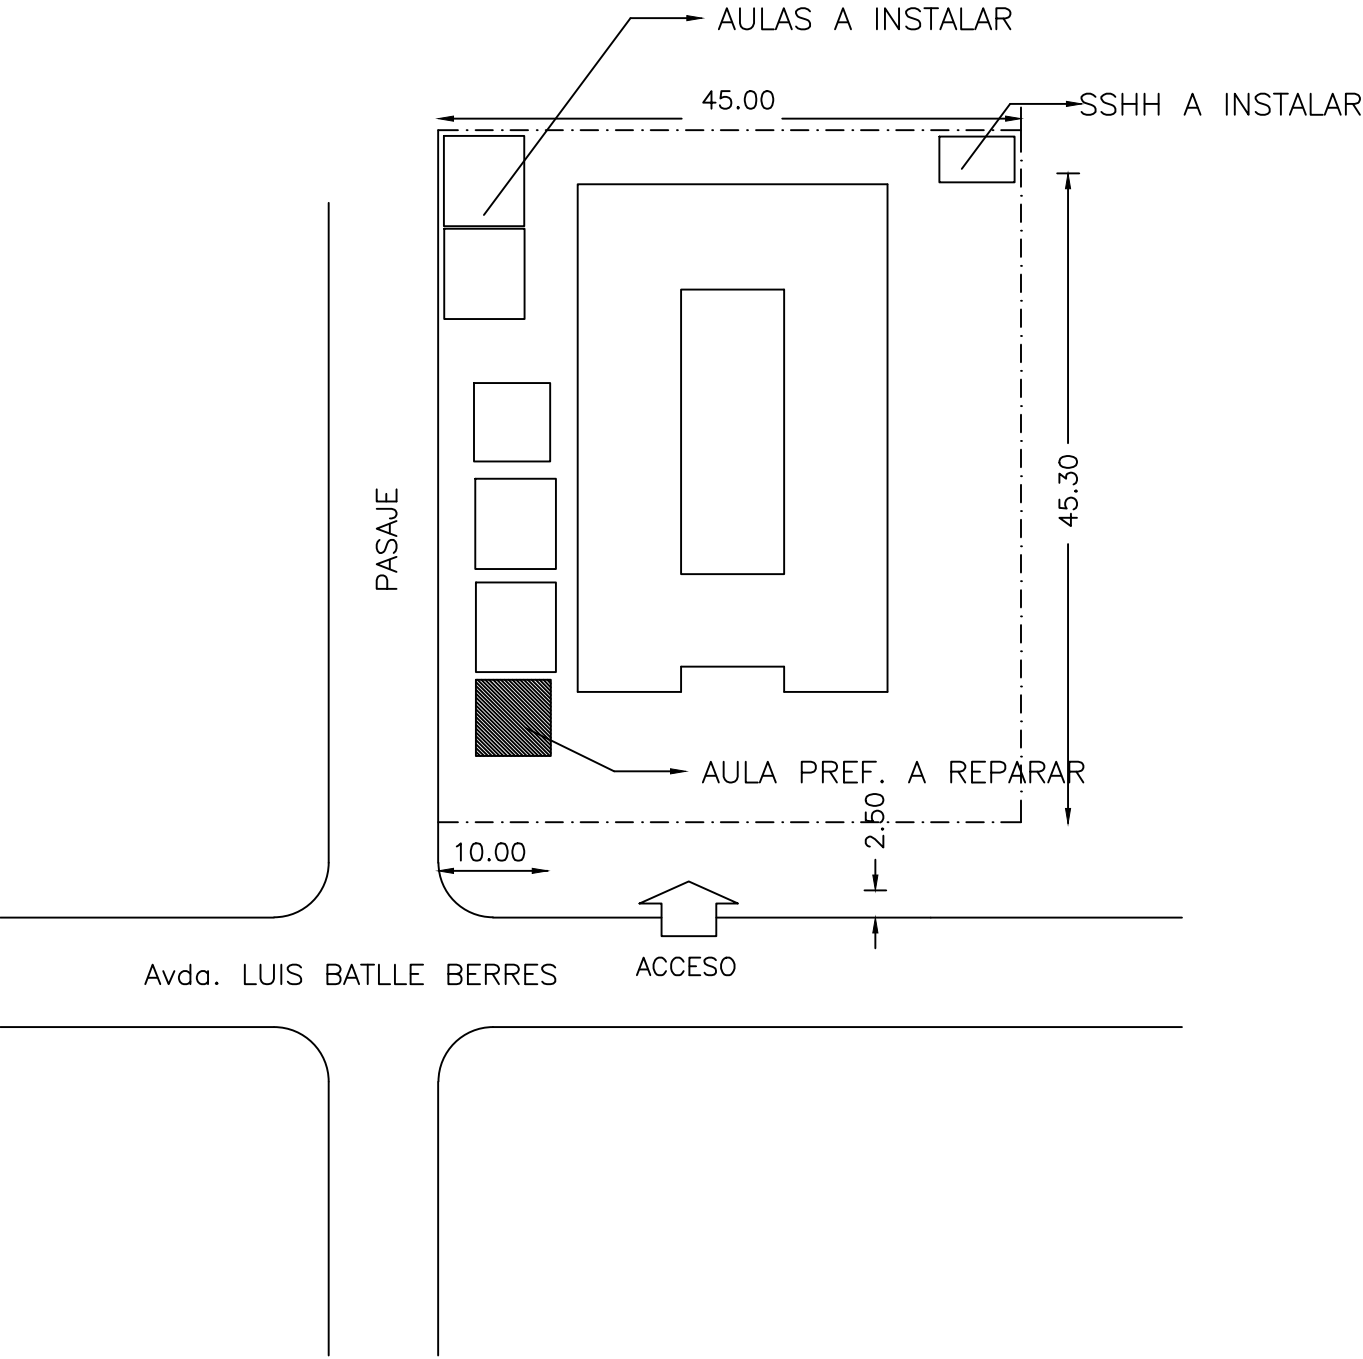 AULAS A INSTALAR
45.00
SSHH A INSTALAR
45.30
PASAJE
AULA PREF. A REPARAR
2.50
10.00
ACCESO
Avda. LUIS BATLLE BERRES